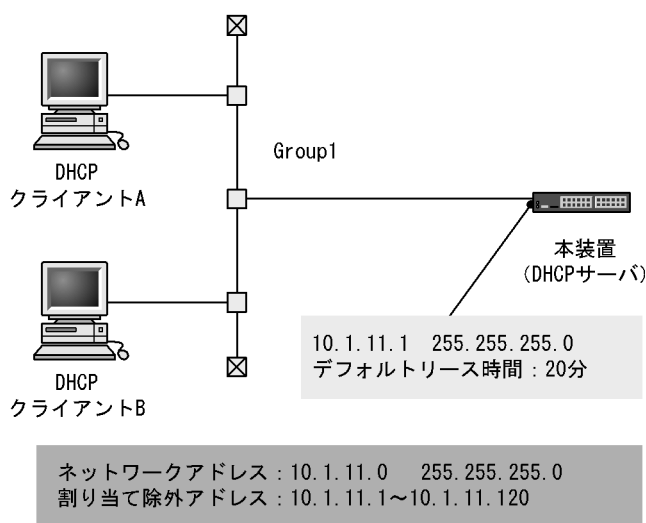 DHCP
クライアントA
Group1
本装置
(DHCPサーバ)
10.1.11.1 255.255.255.0
デフォルトリース時間：20分
DHCP
クライアントB
ネットワークアドレス：10.1.11.0 255.255.255.0
割り当て除外アドレス：10.1.11.1～10.1.11.120